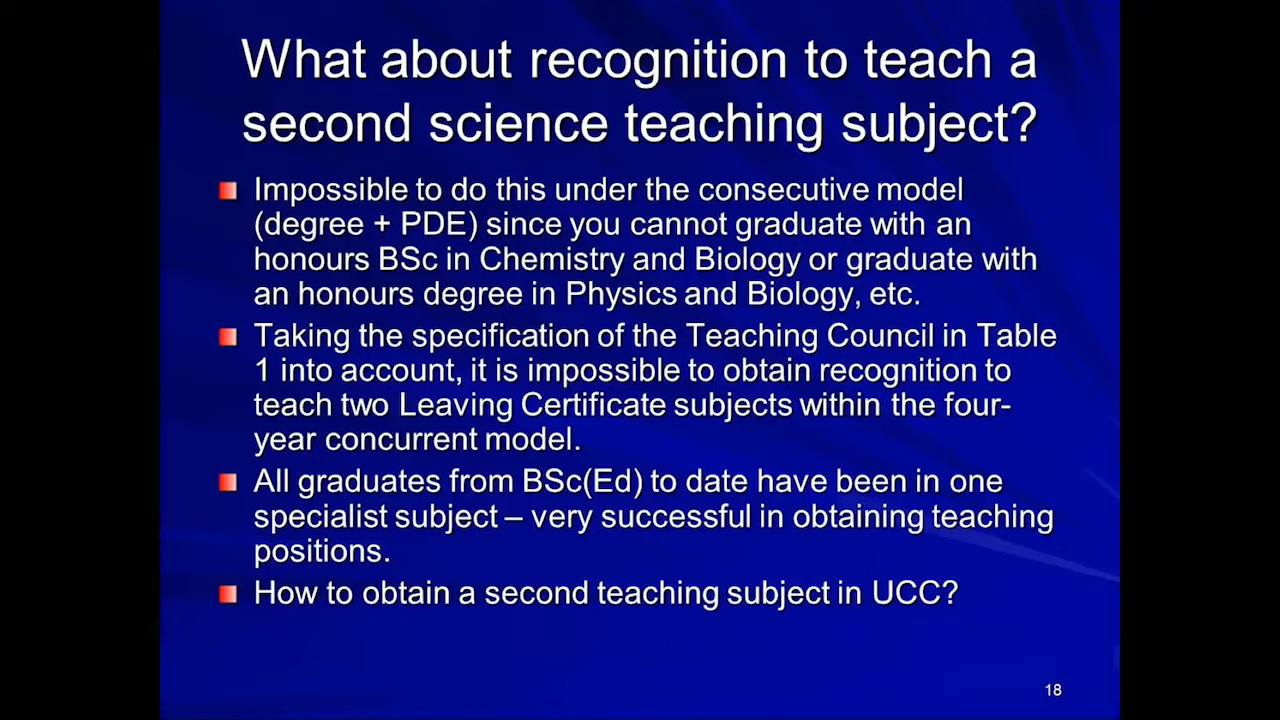 What about recognition to teach a
second science teaching subject?
Impossible to do this under the consecutive model
(degree + PDE) since you cannot graduate with an
honours BSc in Chemistry and Biology or graduate with
an honours degree in Physics and Biology, etc.
Taking the specification of the Teaching Council in Table
1 into account, it is impossible to obtain recognition to
teach two Leaving Certificate subjects within the four-
year concurrent model.
All graduates from BSc(Ed) to date have been in one
specialist subject – very successful in obtaining teaching
positions.
How to obtain a second teaching subject in UCC?
18